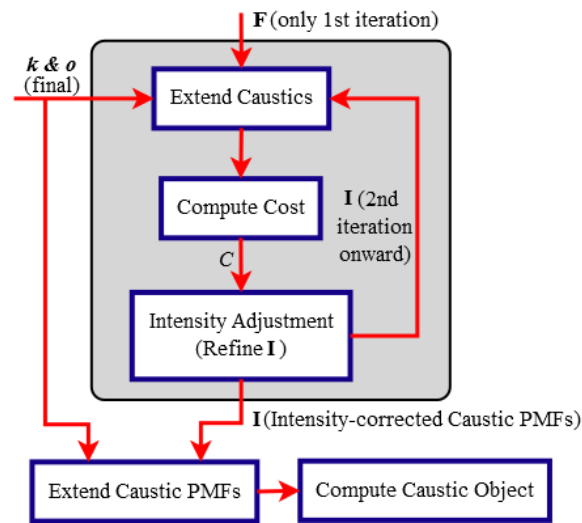 F (only 1st iteration)
k & o
(final)
Extend Caustics
Compute Cost
I (2nd
iteration
onward)
C
Intensity Adjustment
(Refine I )
I (Intensity-corrected Caustic PMFs)
Extend Caustic PMFs
Compute Caustic Object